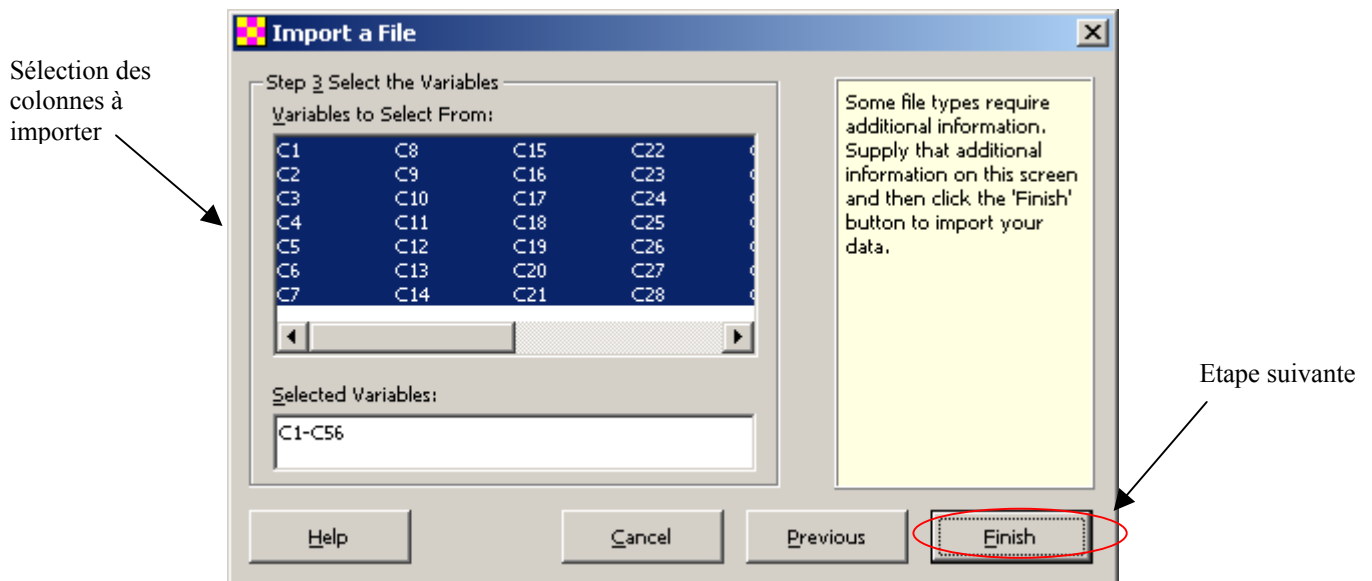 Import a File
Sélection des
colonnes à
importer
Step 3 Select the Variables
Variables to Select From:
C1 C8 C15 C22
C2 C9 C16 C23
C3 C10 C17 C24
C4 C11 C18 C25
C5 C12 C19 C26
C6 C13 C20 C27
C7 C14 C21 C28
Selected Variables:
C1-C56
Some file types require
additional information.
Supply that additional
information on this screen
and then click the 'Finish'
button to import your
data.
Etape suivante
Help Cancel Previous Finish